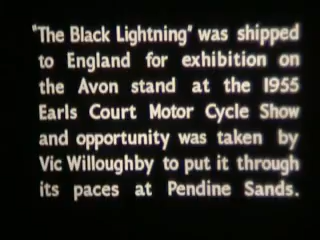 "The Black Lightning" was shipped
to England for exhibition on
the Avon stand at the 1955
Earls Court Motor Cycle Show
and opportunity was taken by
Vic Willoughby to put it through
its paces at Pendine Sands.